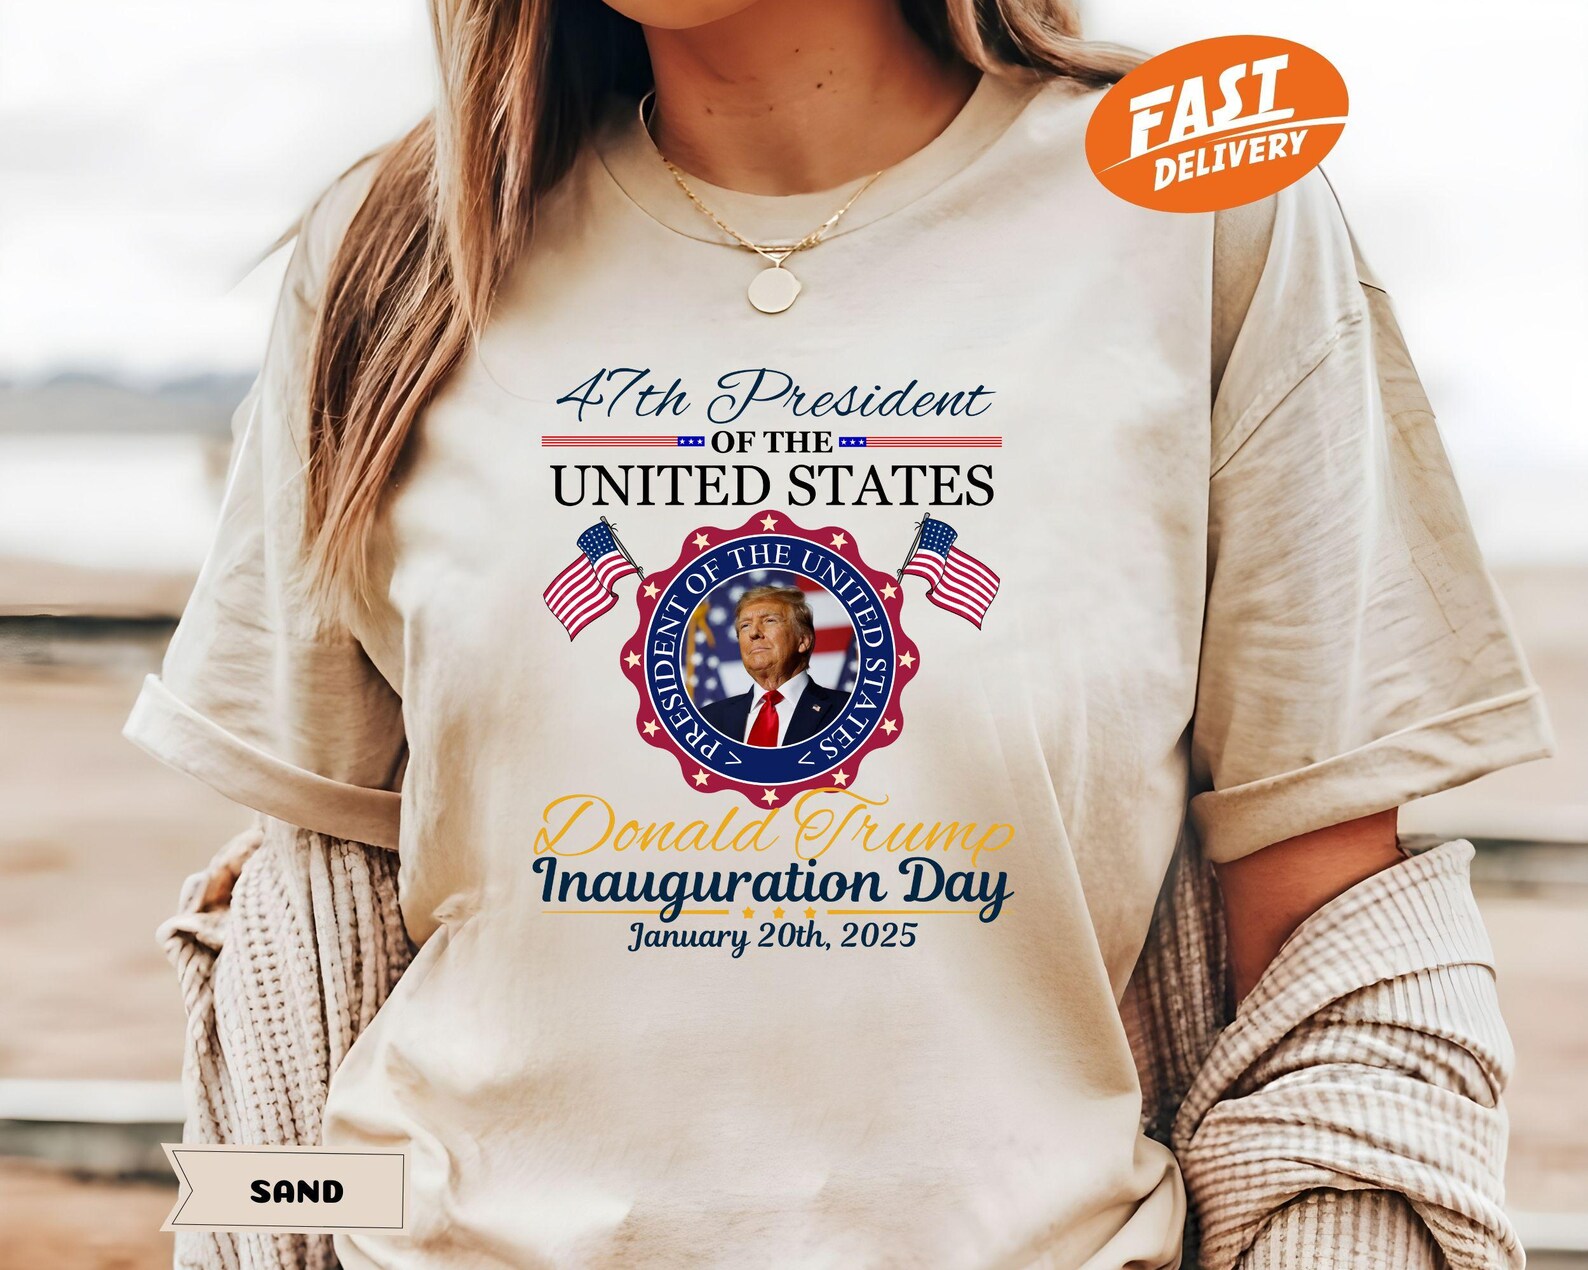 FAST
DELIVERY
47th President
OF THE
UNITED STATES
< PRESIDENT OF THE UNITED STATES >
Donald Trump
Inauguration Day
January 20th, 2025
SAND